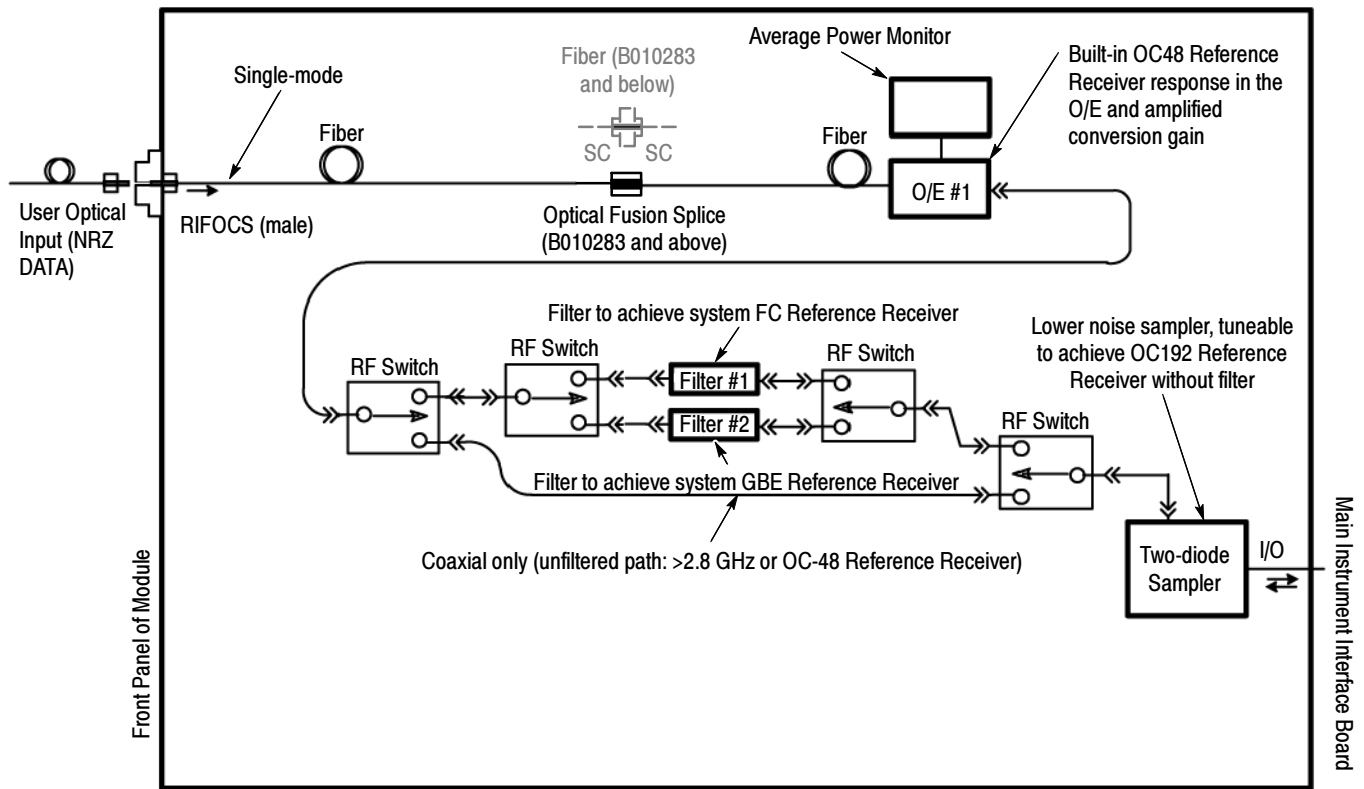 Average Power Monitor
Built-in OC48 Reference
Receiver response in the
O/E and amplified
conversion gain
Fiber (B010283
and below)
Single-mode
Fiber
SC SC
Fiber
O/E #1
User Optical
Input (NRZ
DATA)
RIFOCS (male)
Optical Fusion Splice
(B010283 and above)
Filter to achieve system FC Reference Receiver
Lower noise sampler, tuneable
to achieve OC192 Reference
Receiver without filter
RF Switch
RF Switch
Filter #1
RF Switch
Filter #2
RF Switch
Filter to achieve system GBE Reference Receiver
Coaxial only (unfiltered path: >2.8 GHz or OC-48 Reference Receiver)
Two-diode
Sampler
I/O
Front Panel of Module
Main Instrument Interface Board